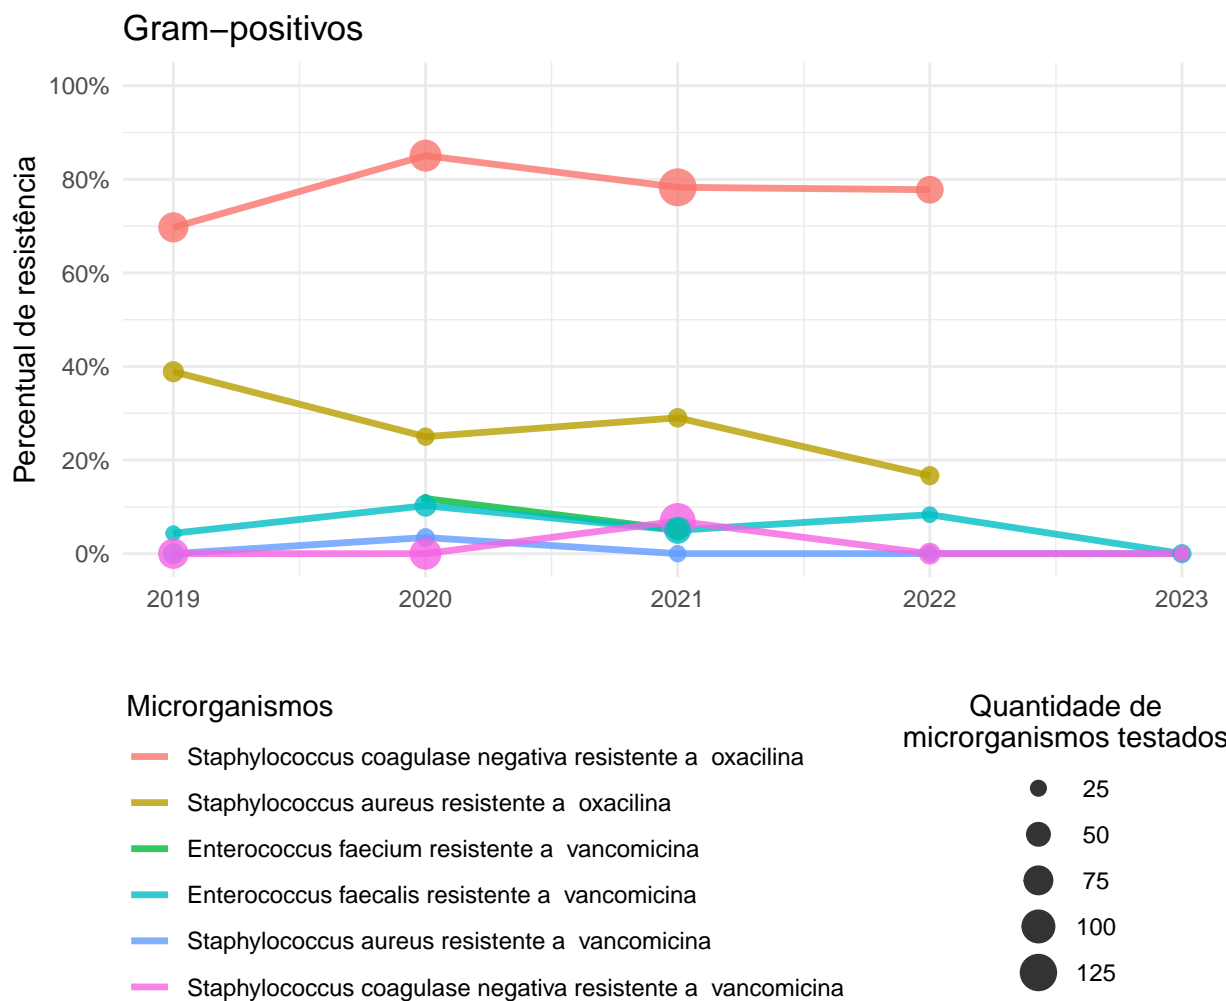 Gram−positivos
Percentual de resistência
100%
80%
60%
40%
20%
0%
2019 2020 2021 2022 2023
Microrganismos
Staphylococcus coagulase negativa resistente a  oxacilina
Staphylococcus aureus resistente a  oxacilina
Enterococcus faecium resistente a  vancomicina
Enterococcus faecalis resistente a  vancomicina
Staphylococcus aureus resistente a  vancomicina
Staphylococcus coagulase negativa resistente a  vancomicina
Quantidade de
microrganismos testados
25
50
75
100
125